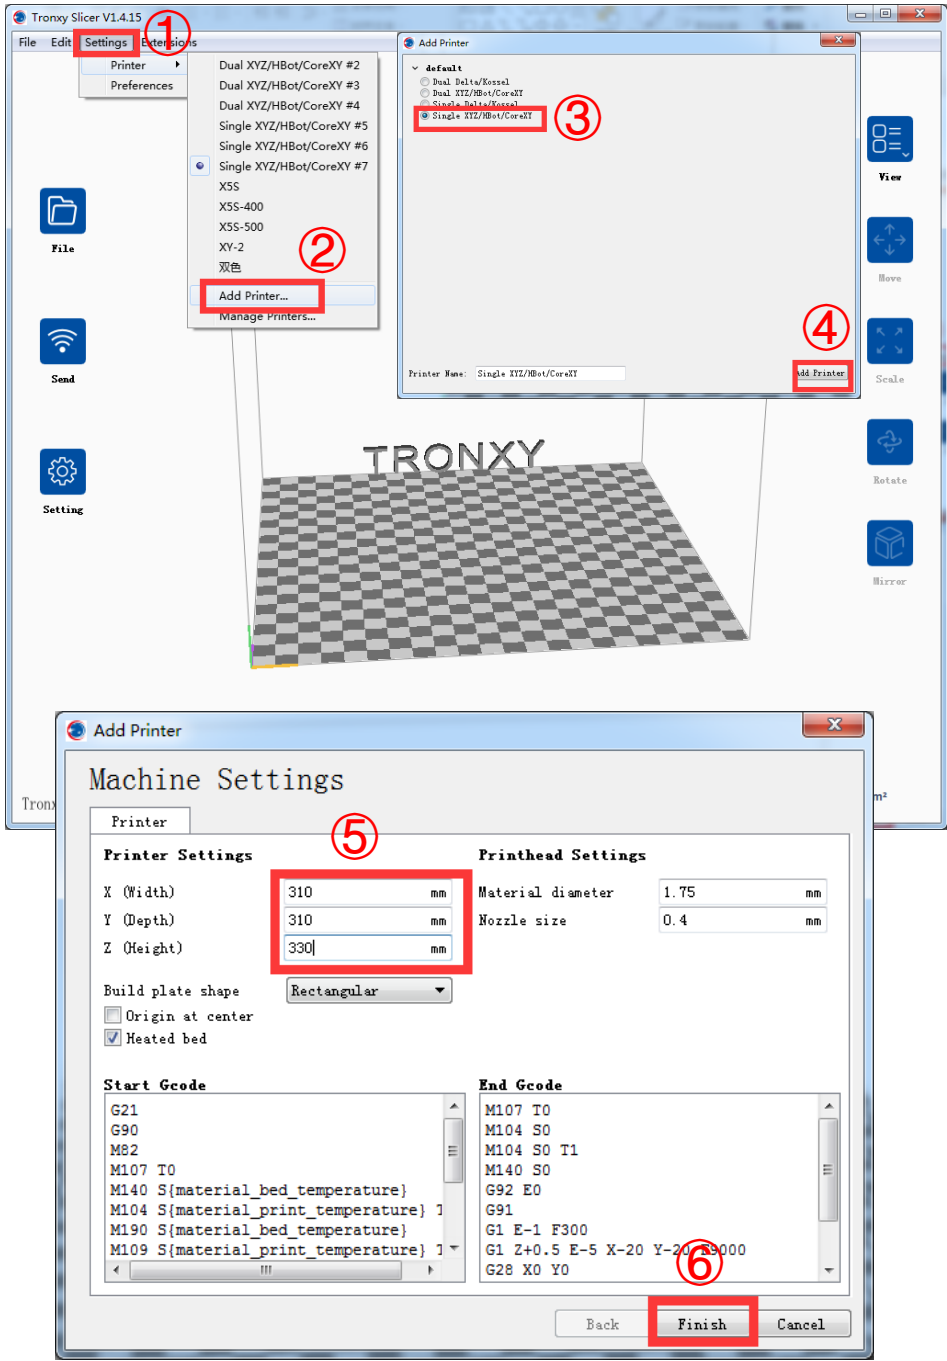 Tronxy Slicer V1.4.15
File Edit Settings Extensions
①
Printer
Preferences
Dual XYZ/HBot/CoreXY #2
Dual XYZ/HBot/CoreXY #3
Dual XYZ/HBot/CoreXY #4
Single XYZ/HBot/CoreXY #5
Single XYZ/HBot/CoreXY #6
Single XYZ/HBot/CoreXY #7
X5S
X5S-400
X5S-500
XY-2
双色
②
Add Printer...
Manage Printers...
Add Printer
default
Dual Delta/Kossel
Dual XYZ/HBot/CoreXY
Single Delta/Kossel
Single XYZ/HBot/CoreXY
③
④
Printer Name: Single XYZ/HBot/CoreXY
Add Printer
File
Send
Setting
View
Move
Scale
Rotate
Mirror
TRONXY
Add Printer
Machine Settings
Printer
⑤
Printer Settings
X (Width) 310 mm
Y (Depth) 310 mm
Z (Height) 330 mm
Build plate shape Rectangular
Origin at center
Heated bed
Printhead Settings
Material diameter 1.75 mm
Nozzle size 0.4 mm
Start Gcode
G21
G90
M82
M107 T0
M140 S{material_bed_temperature}
M104 S{material_print_temperature}
M190 S{material_bed_temperature}
M109 S{material_print_temperature}
End Gcode
M107 T0
M104 S0
M104 S0 T1
M140 S0
G92 E0
G91
G1 E-1 F300
G1 Z+0.5 E-5 X-20 Y-20 F9000
G28 X0 Y0
⑥
Back Finish Cancel